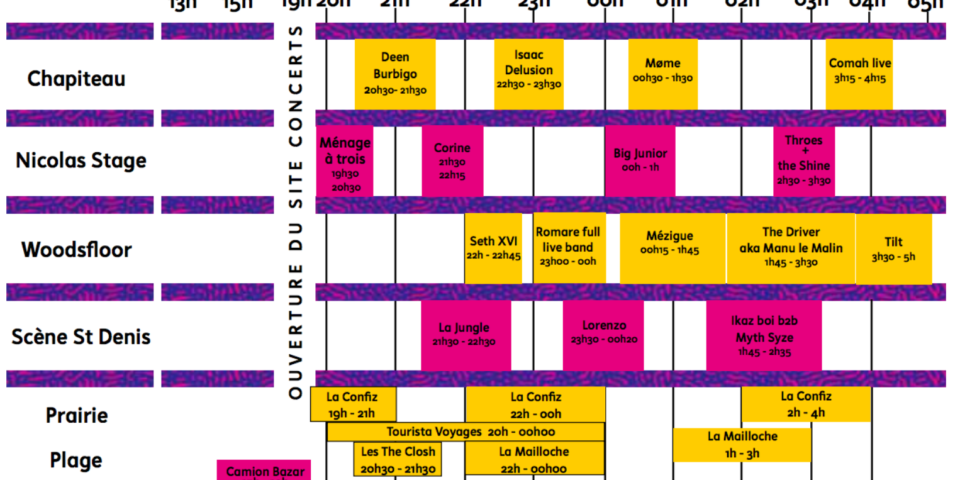 13h 15h 19h 20h 21h 22h 23h 00h 01h 02h 03h 04h 05h
OUVERTURE DU SITE CONCERTS
Chapiteau
Deen
Burbigo
20h30- 21h30
Isaac
Delusion
22h30 - 23h30
Møme
00h30 - 1h30
Comah live
3h15 - 4h15
Nicolas Stage
Ménage
à trois
19h30
20h30
Corine
21h30
22h15
Big Junior
00h - 1h
Throes
+
the Shine
2h30 - 3h30
Woodsfloor
Seth XVI
22h - 22h45
Romare full
live band
23h00 - 00h
Mézigue
00h15 - 1h45
The Driver
aka Manu le Malin
1h45 - 3h30
Tilt
3h30 - 5h
Scène St Denis
La Jungle
21h30 - 22h30
Lorenzo
23h30 - 00h20
ikaz boi b2b
Myth Syze
1h45 - 2h35
Prairie
La Confiz
19h - 21h
La Confiz
22h - 00h
La Confiz
2h - 4h
Tourista Voyages 20h - 00h00
Plage
Les The Closh
20h30 - 21h30
La Mailloche
22h - 00h00
La Mailloche
1h - 3h
Camion Bazar